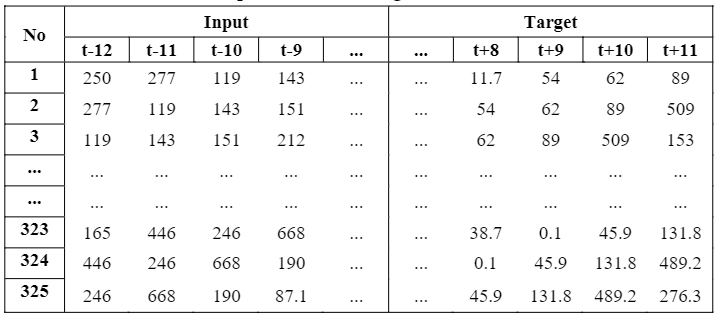 No Input Target
t-12 t-11 t-10 t-9 ... ... t+8 t+9 t+10 t+11
1 250 277 119 143 ... ... 11.7 54 62 89
2 277 119 143 151 ... ... 54 62 89 509
3 119 143 151 212 ... ... 62 89 509 153
... ... ... ... ... ... ... ... ... ... ...
... ... ... ... ... ... ... ... ... ... ...
323 165 446 246 668 ... ... 38.7 0.1 45.9 131.8
324 446 246 668 190 ... ... 0.1 45.9 131.8 489.2
325 246 668 190 87.1 ... ... 45.9 131.8 489.2 276.3